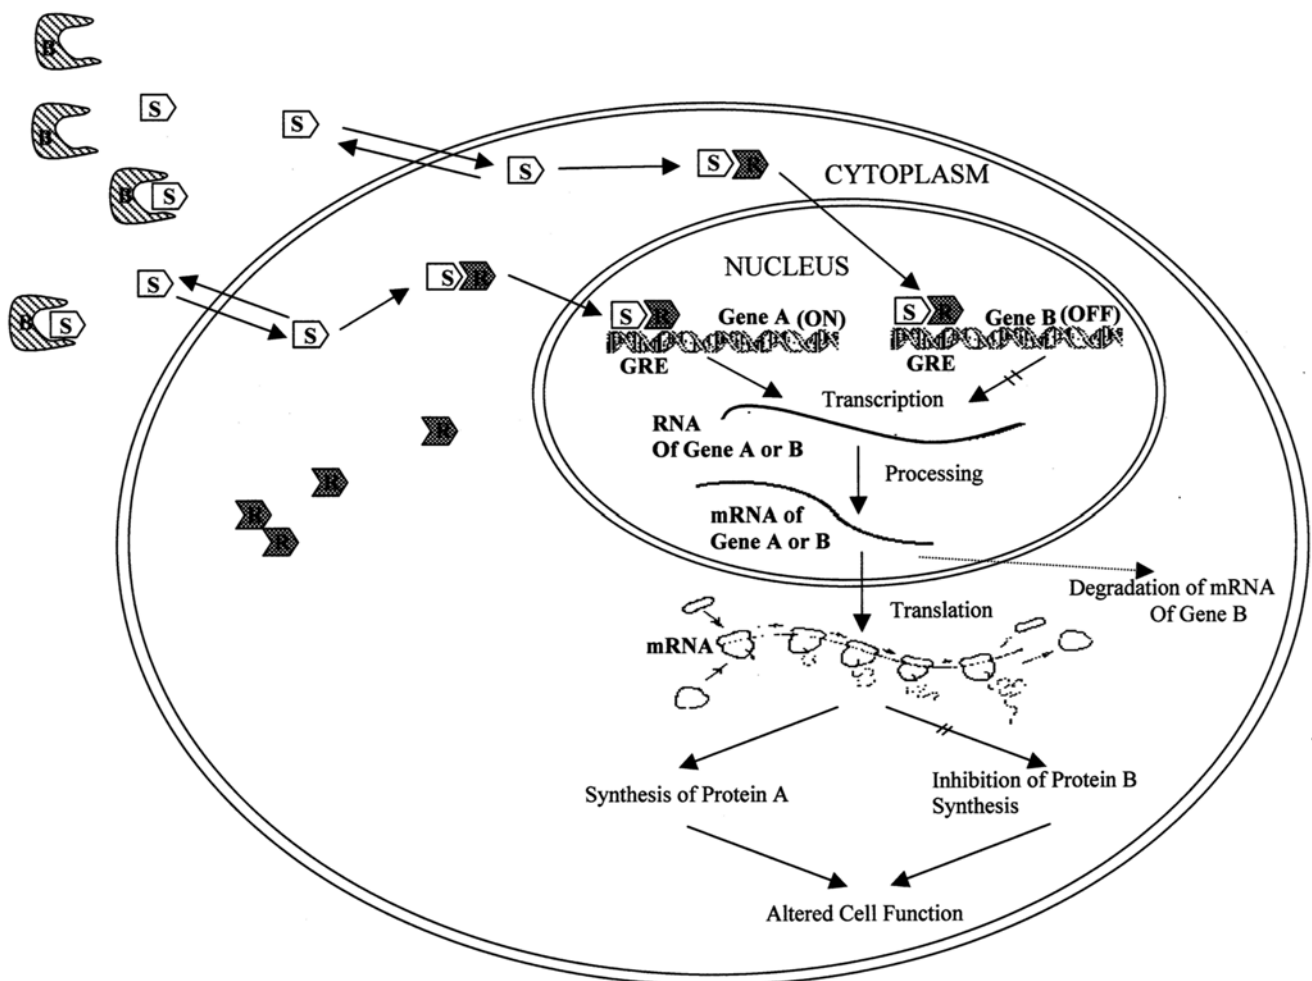 B
S
S
B
S
S R
CYTOPLASM
B
S
NUCLEUS
S
S R
B
S
S
S R
Gene A (ON)
GRE
S R
Gene B (OFF)
GRE
Transcription
RNA
Of Gene A or B
R
Processing
R
mRNA of
Gene A or B
R
R
Degradation of mRNA
Of Gene B
Translation
mRNA
Synthesis of Protein A
Inhibition of Protein B
Synthesis
Altered Cell Function